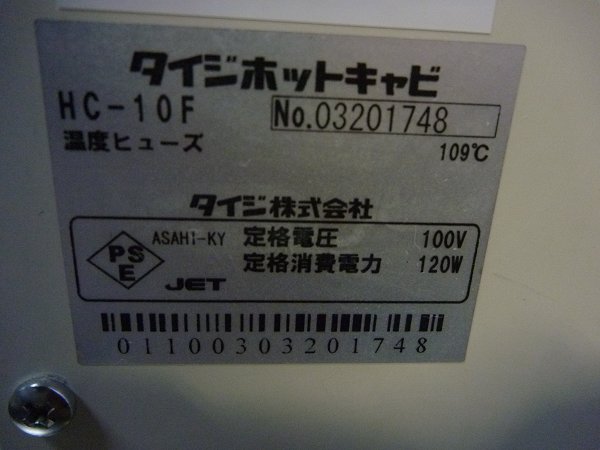 タイジホットキャビ
HC-10F No.03201748
温度ヒューズ 109℃
タイジ株式会社
PSE ASAHI-KY 定格電圧 100V
JET 定格消費電力 120W
01100303201748